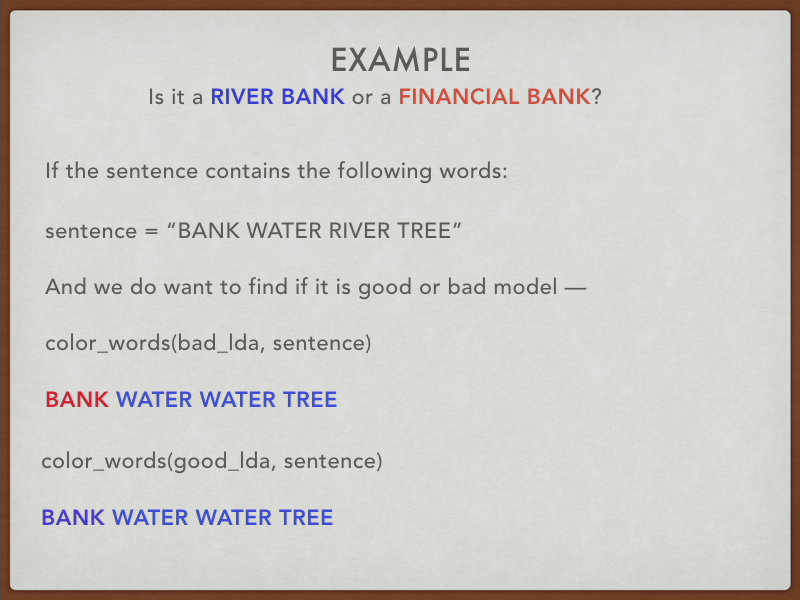 EXAMPLE
Is it a RIVER BANK or a FINANCIAL BANK?
If the sentence contains the following words:
sentence = “BANK WATER RIVER TREE”
And we do want to find if it is good or bad model —
color_words(bad_lda, sentence)
BANK WATER WATER TREE
color_words(good_lda, sentence)
BANK WATER WATER TREE